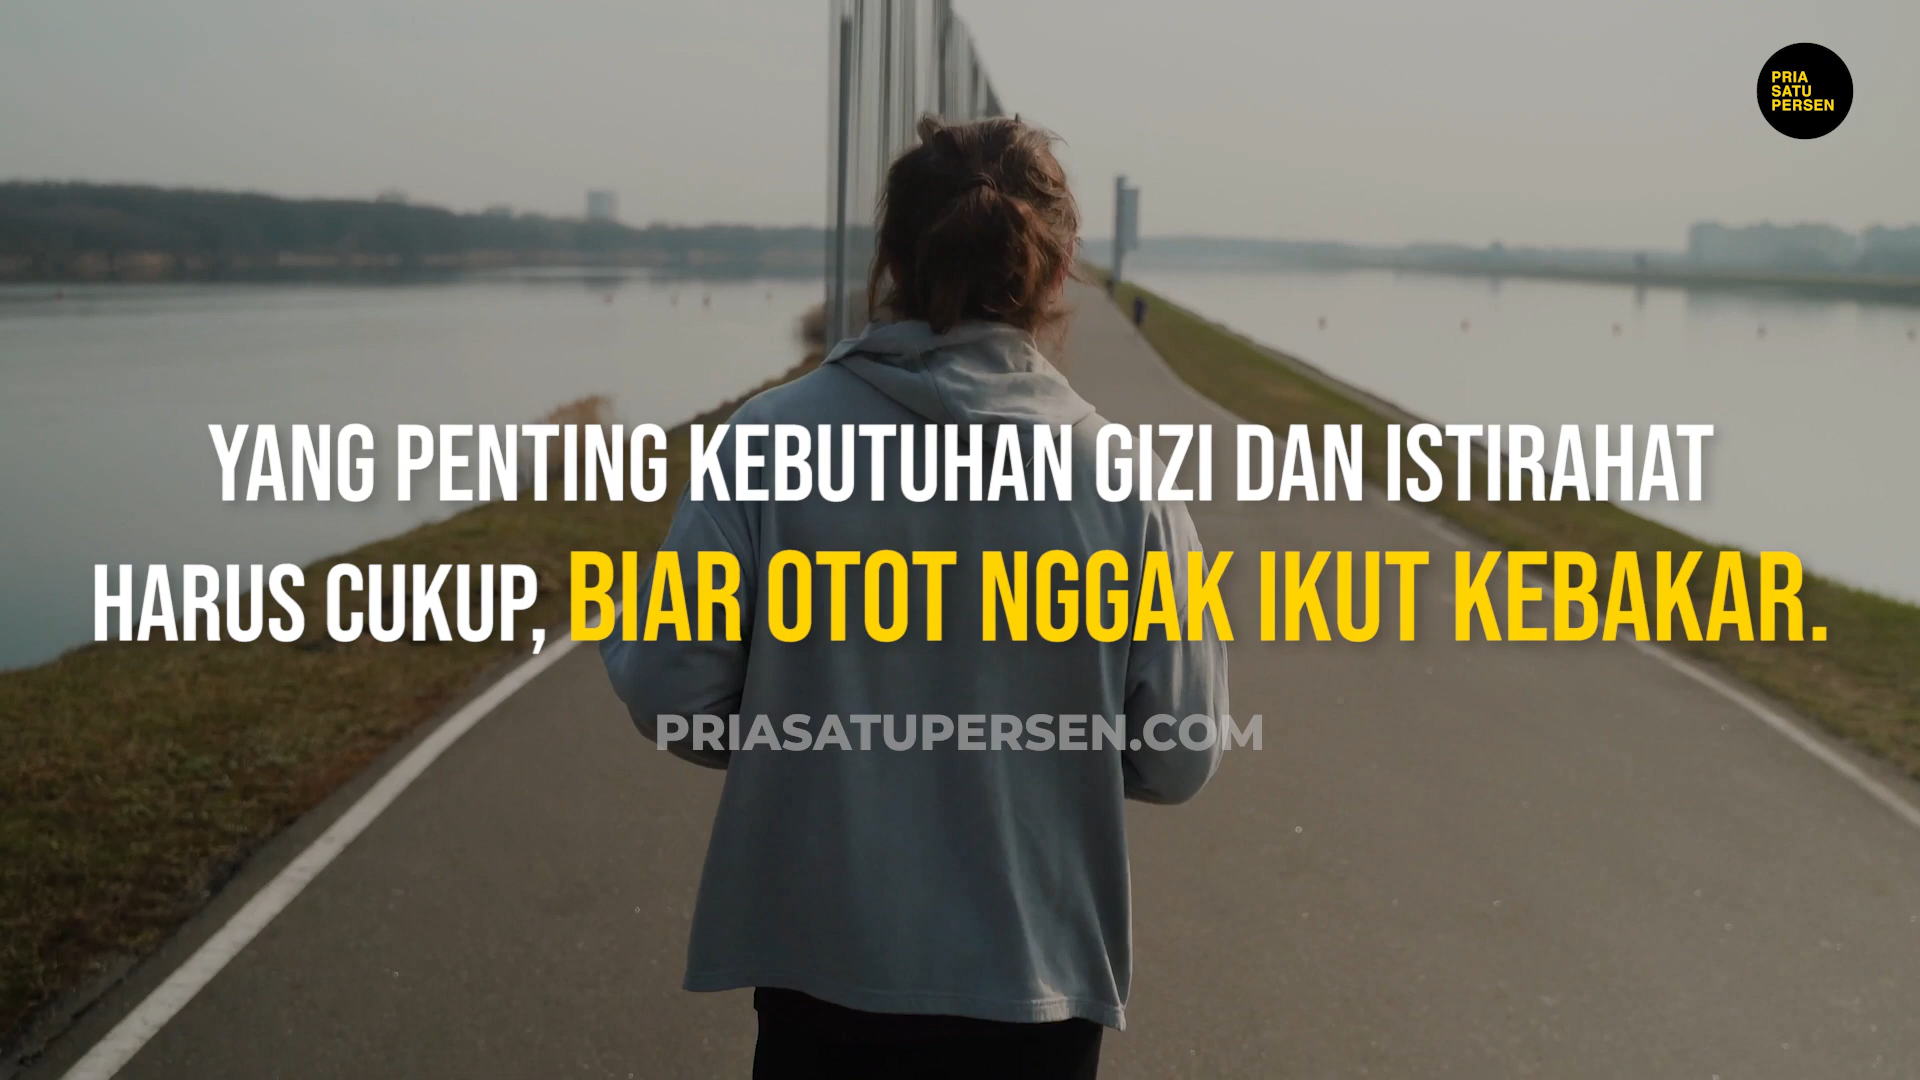 PRIA
SATU
PERSEN
YANG PENTING KEBUTUHAN GIZI DAN ISTIRAHAT
HARUS CUKUP, BIAR OTOT NGGAK IKUT KEBAKAR.
PRIASATUPERSEN.COM